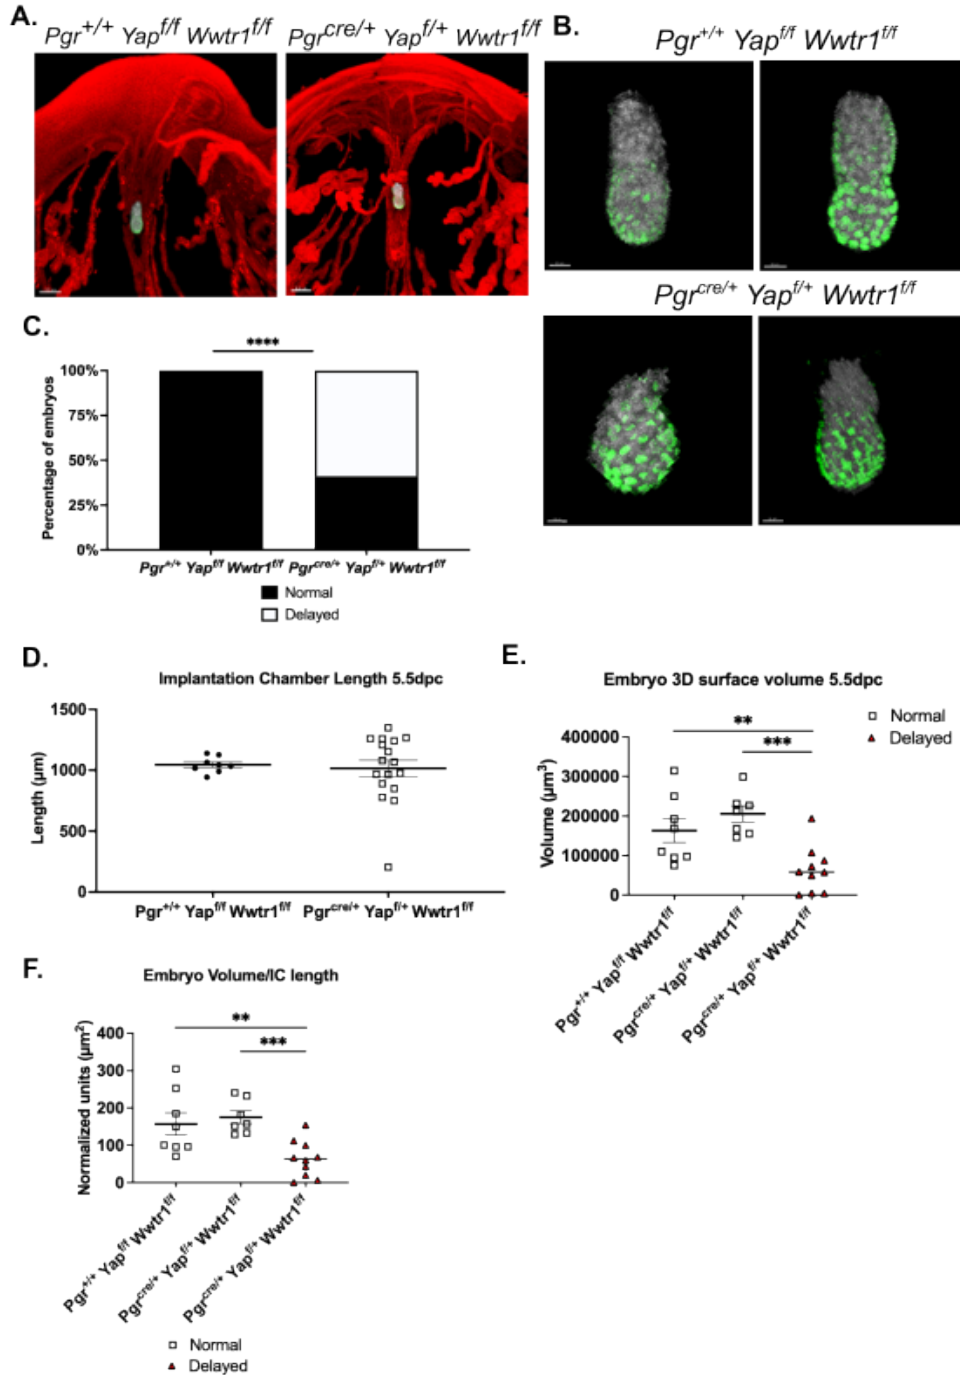 A.
Pgr+/+ Yapf/f Wwtr1f/f
Pgrcre/+ Yapf/+ Wwtr1f/f
B.
Pgr+/+ Yapf/f Wwtr1f/f
Pgrcre/+ Yapf/+ Wwtr1f/f
C.
****
Percentage of embryos
100%
75%
50%
25%
0%
Pgr+/+ Yapf/f Wwtr1f/f
Pgrcre/+ Yapf/+ Wwtr1f/f
Normal
Delayed
D.
Implantation Chamber Length 5.5dpc
Length (µm)
1500
1000
500
0
Pgr+/+ Yapf/f Wwtr1f/f
Pgrcre/+ Yapf/+ Wwtr1f/f
E.
Embryo 3D surface volume 5.5dpc
Normal
Delayed
**
***
Volume (µm3)
400000
300000
200000
100000
0
Pgr+/+ Yapf/f Wwtr1f/f
Pgrcre/+ Yapf/+ Wwtr1f/f
Pgrcre/+ Yapf/+ Wwtr1f/f
F.
Embryo Volume/IC length
**
***
Normalized units (µm2)
400
300
200
100
0
Pgr+/+ Yapf/f Wwtr1f/f
Pgrcre/+ Yapf/+ Wwtr1f/f
Pgrcre/+ Yapf/+ Wwtr1f/f
Normal
Delayed